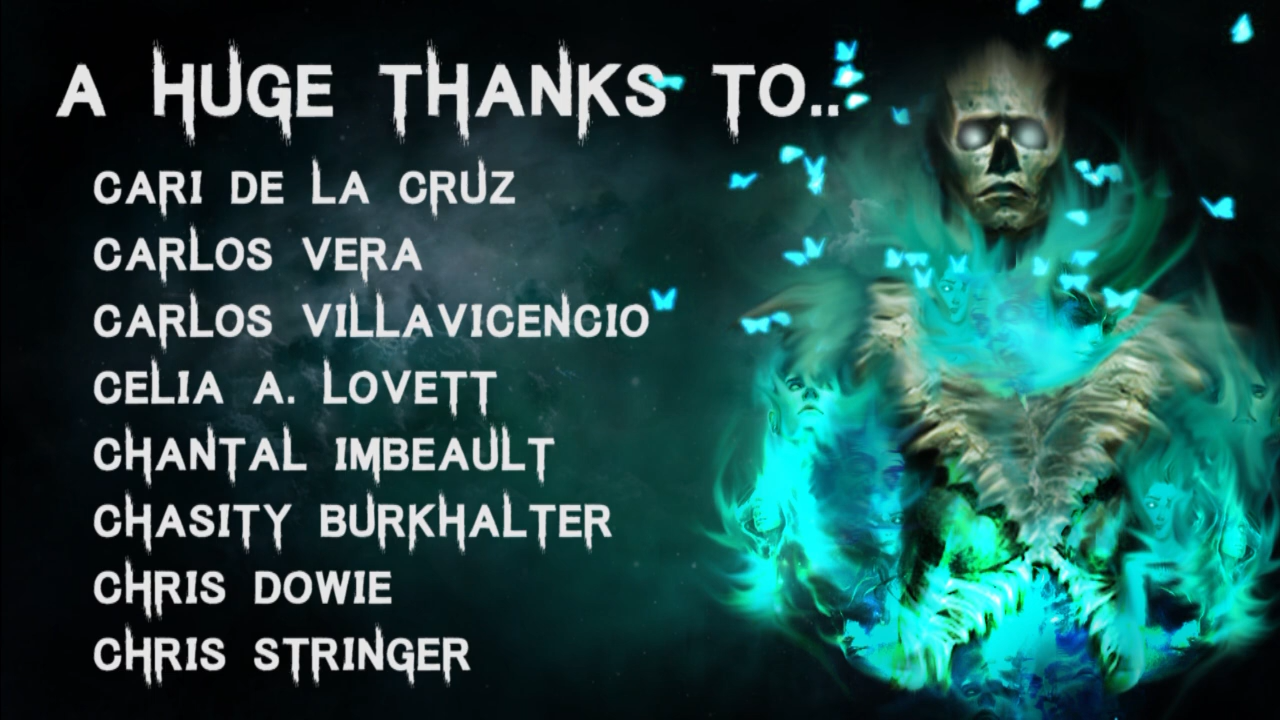 A HUGE THANKS TO..
CARI DE LA CRUZ
CARLOS VERA
CARLOS VILLAVICENCIO
CELIA A. LOVETT
CHANTAL IMBEAULT
CHASITY BURKHALTER
CHRIS DOWIE
CHRIS STRINGER